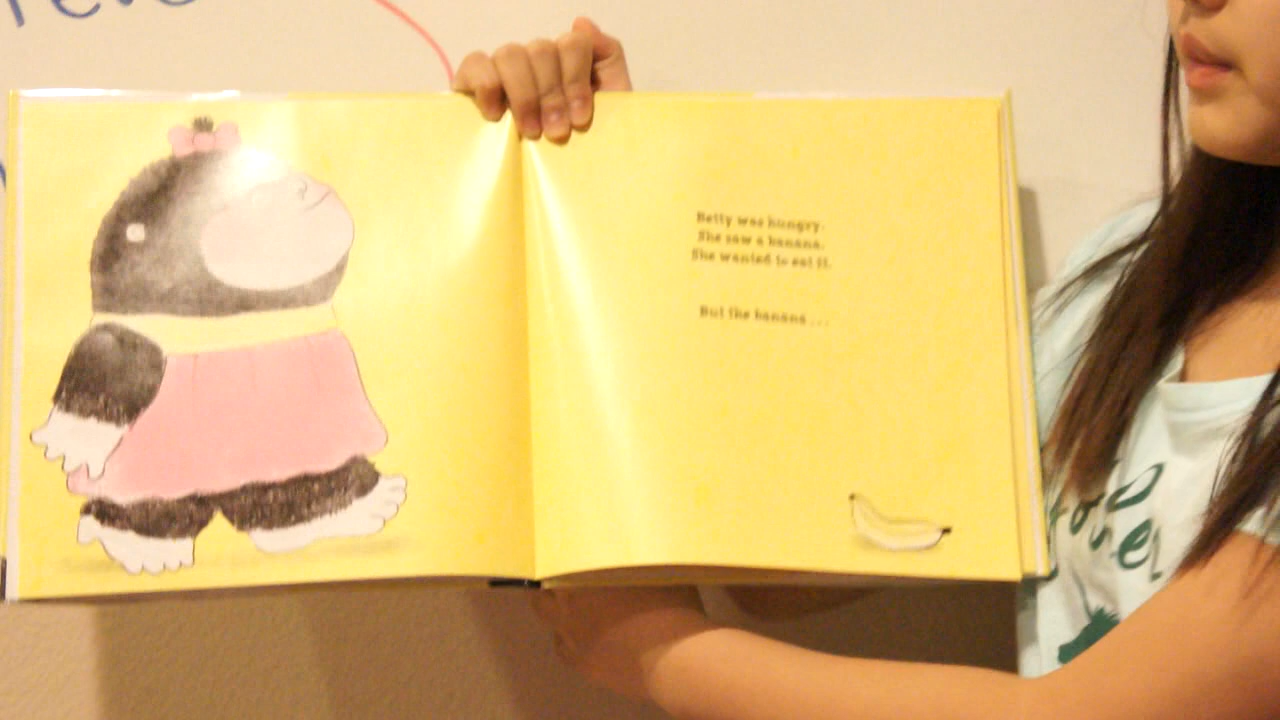 Betty was hungry.
She saw a banana.
She wanted to eat it.
But the banana . . .